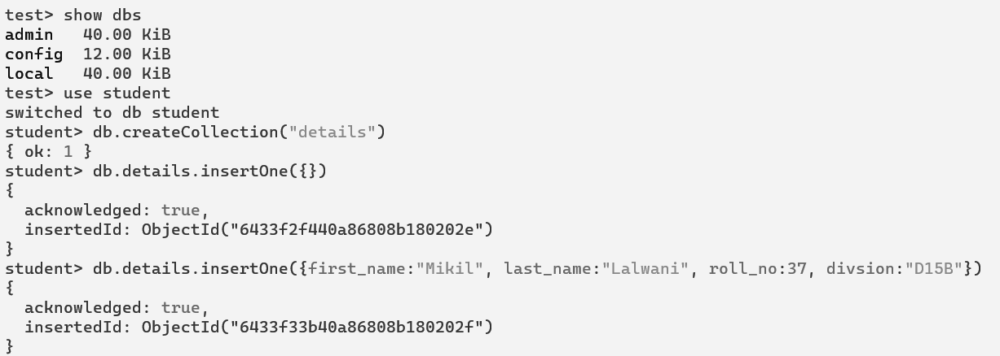 test> show dbs
admin   40.00 KiB
config  12.00 KiB
local   40.00 KiB
test> use student
switched to db student
student> db.createCollection("details")
{ ok: 1 }
student> db.details.insertOne({})
{
  acknowledged: true,
  insertedId: ObjectId("6433f2f440a86808b180202e")
}
student> db.details.insertOne({first_name:"Mikil", last_name:"Lalwani", roll_no:37, divsion:"D15B"})
{
  acknowledged: true,
  insertedId: ObjectId("6433f33b40a86808b180202f")
}